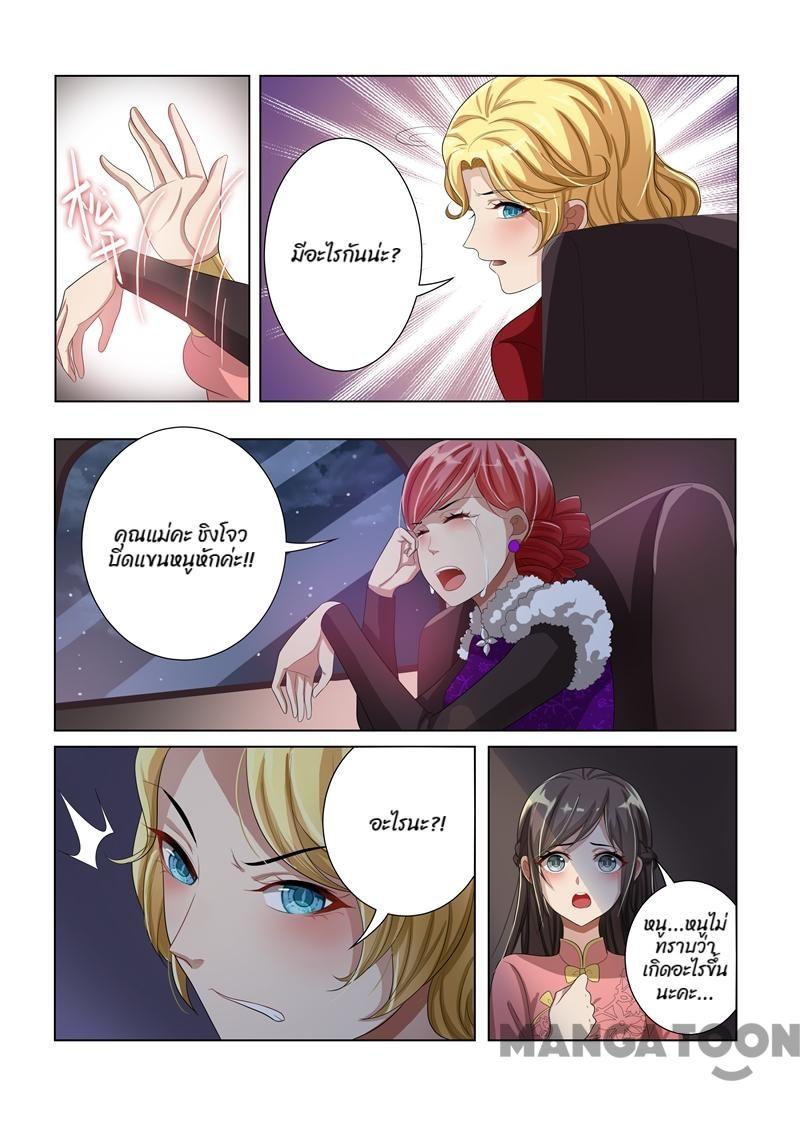 松
开
มีอะไรกันน่ะ?
คุณแม่คะ ชิงโจว
บีดแขนหนูหักค่ะ!!
อะไรนะ?!
หนู...หนูไม่
ทราบว่า
เกิดอะไรขึ้น
นะคะ...
MANGATOON